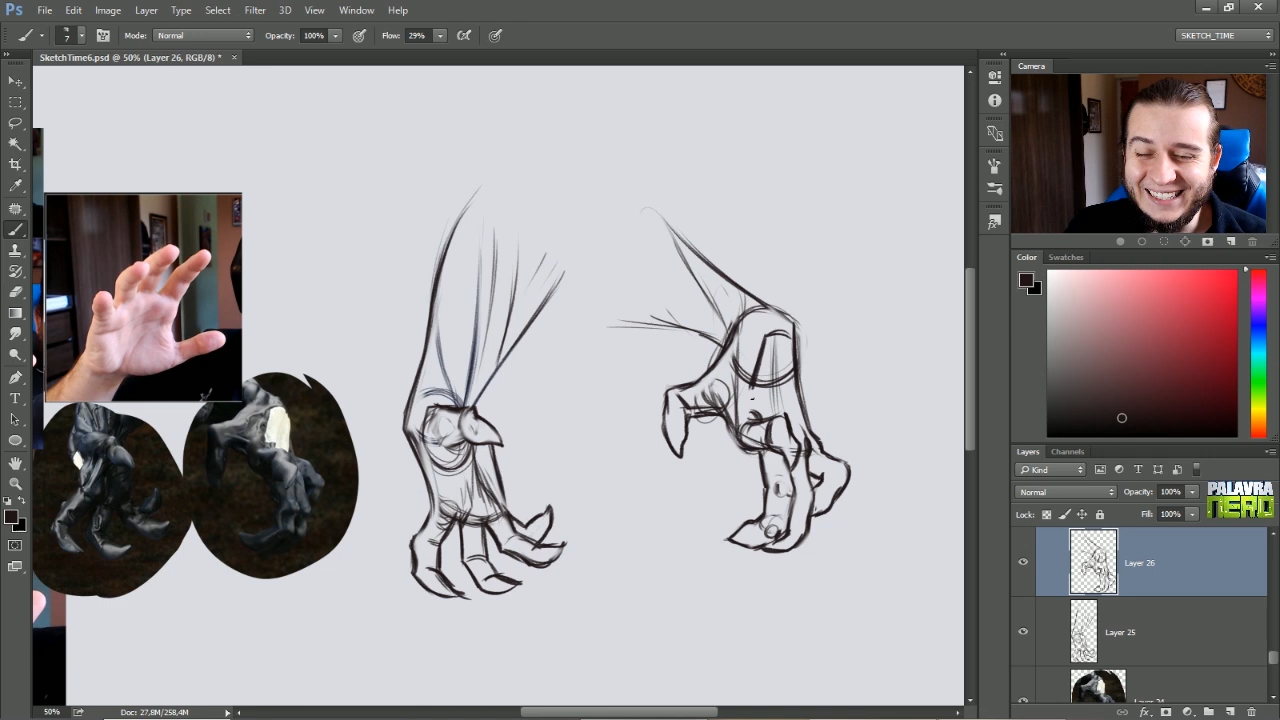 Ps File Edit Image Layer Type Select Filter 3D View Window Help
7 Mode: Normal Opacity: 100% Flow: 29% SKETCH_TIME
SketchTime6.psd @ 50% (Layer 26, RGB/8) * ×
Camera
Color Swatches
Layers Channels
Kind
Normal Opacity: 100%
PALAVRA
NERD
Lock: Fill: 100%
Layer 26
Layer 25
50% Doc: 27,8M/258,4M